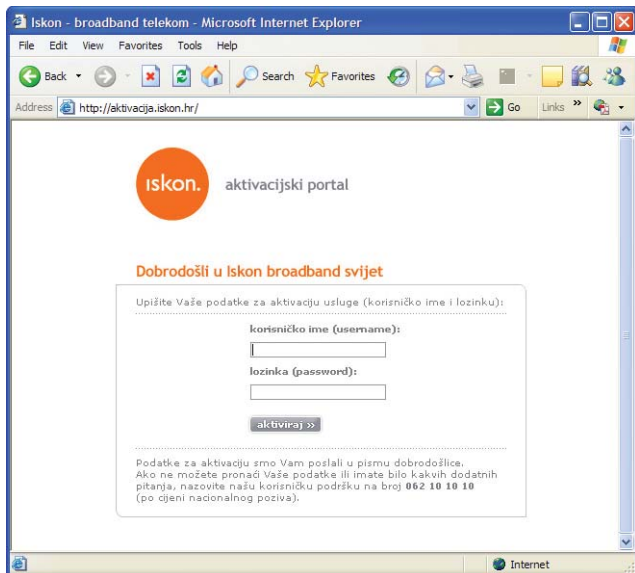 Iskon - broadband telekom - Microsoft Internet Explorer
File Edit View Favorites Tools Help
Back Search Favorites
Address http://aktivacija.iskon.hr/ Go Links »
ıskon. aktivacijski portal
Dobrodošli u Iskon broadband svijet
Upišite Vaše podatke za aktivaciju usluge (korisničko ime i lozinku):
korisničko ime (username):
lozinka (password):
aktiviraj »
Podatke za aktivaciju smo Vam poslali u pismu dobrodošlice.
Ako ne možete pronaći Vaše podatke ili imate bilo kakvih dodatnih
pitanja, nazovite našu korisničku podršku na broj 062 10 10 10
(po cijeni nacionalnog poziva).
Internet